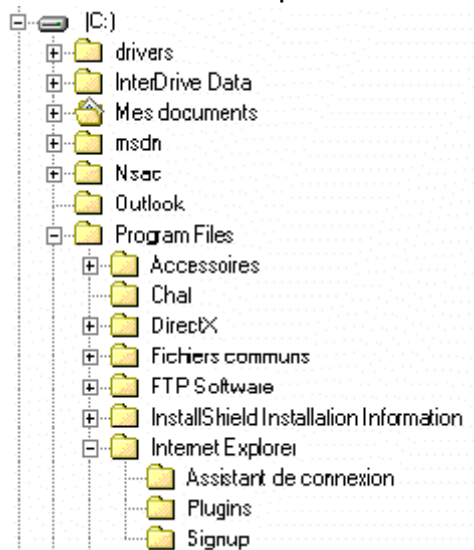 (C:)
drivers
InterDrive Data
Mes documents
msdn
Nsac
Outlook
Program Files
Accessoires
Chat
DirectX
Fichiers communs
FTP Software
InstallShield Installation Information
Internet Explorer
Assistant de connexion
Plugins
Signup